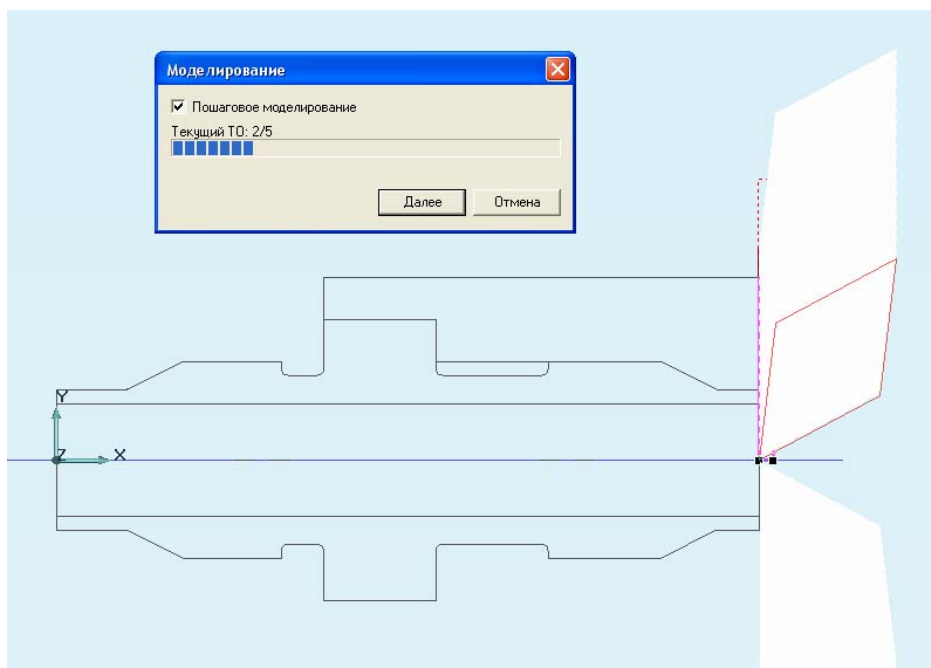 Моделирование
Пошаговое моделирование
Текущий ТО: 2/5
Далее
Отмена
Y
Z
X